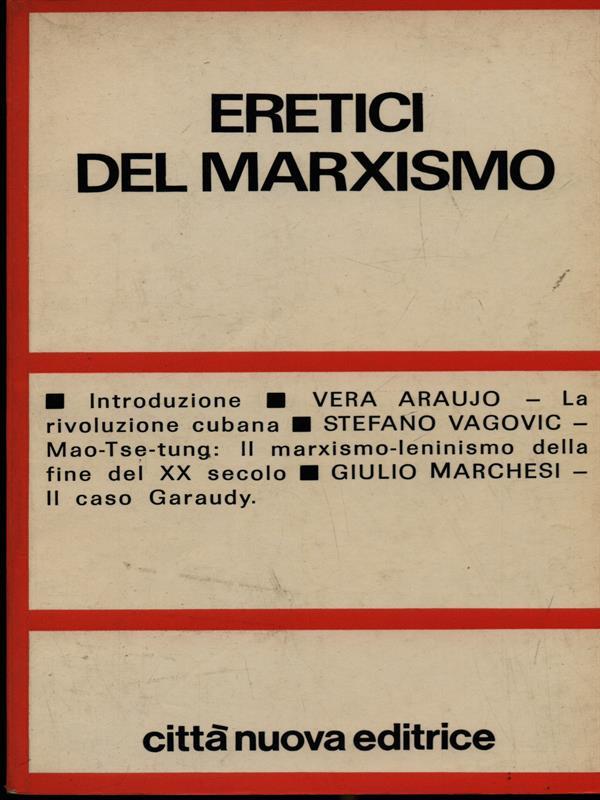 ERETICI
DEL MARXISMO
■ Introduzione ■ VERA ARAUJO – La
rivoluzione cubana ■ STEFANO VAGOVIC –
Mao-Tse-tung: Il marxismo-leninismo della
fine del XX secolo ■ GIULIO MARCHESI –
Il caso Garaudy.
città nuova editrice